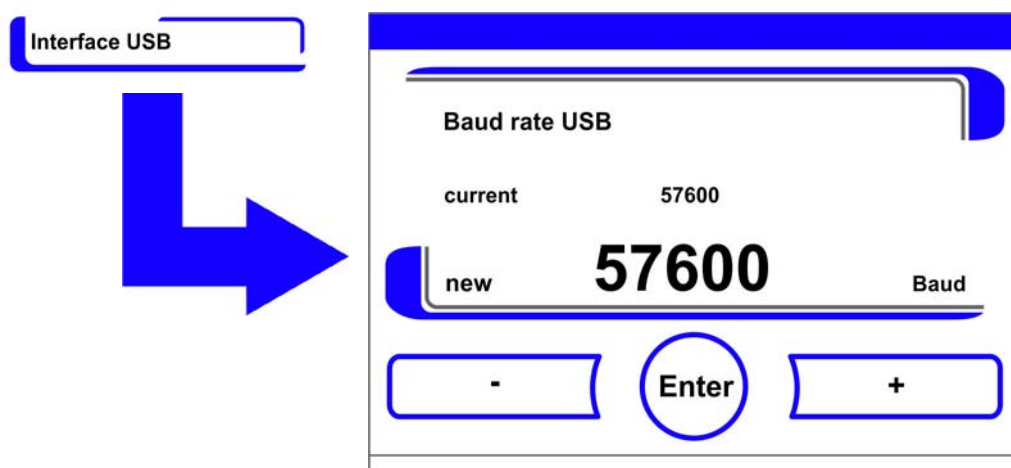 Interface USB
Baud rate USB
current 57600
new 57600 Baud
- Enter +